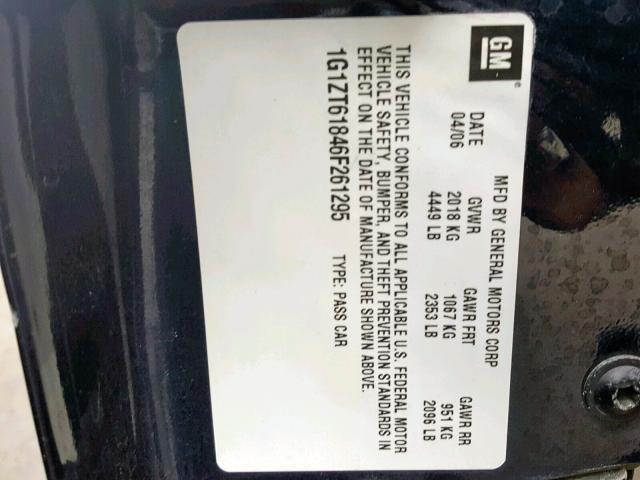 GM ®
MFD BY GENERAL MOTORS CORP
DATE GVWR GAWR FRT GAWR RR
04/06 2018 KG 1067 KG 951 KG
4449 LB 2353 LB 2096 LB
THIS VEHICLE CONFORMS TO ALL APPLICABLE U.S. FEDERAL MOTOR
VEHICLE SAFETY, BUMPER, AND THEFT PREVENTION STANDARDS IN
EFFECT ON THE DATE OF MANUFACTURE SHOWN ABOVE.
1G1ZT61846F261295 TYPE: PASS CAR